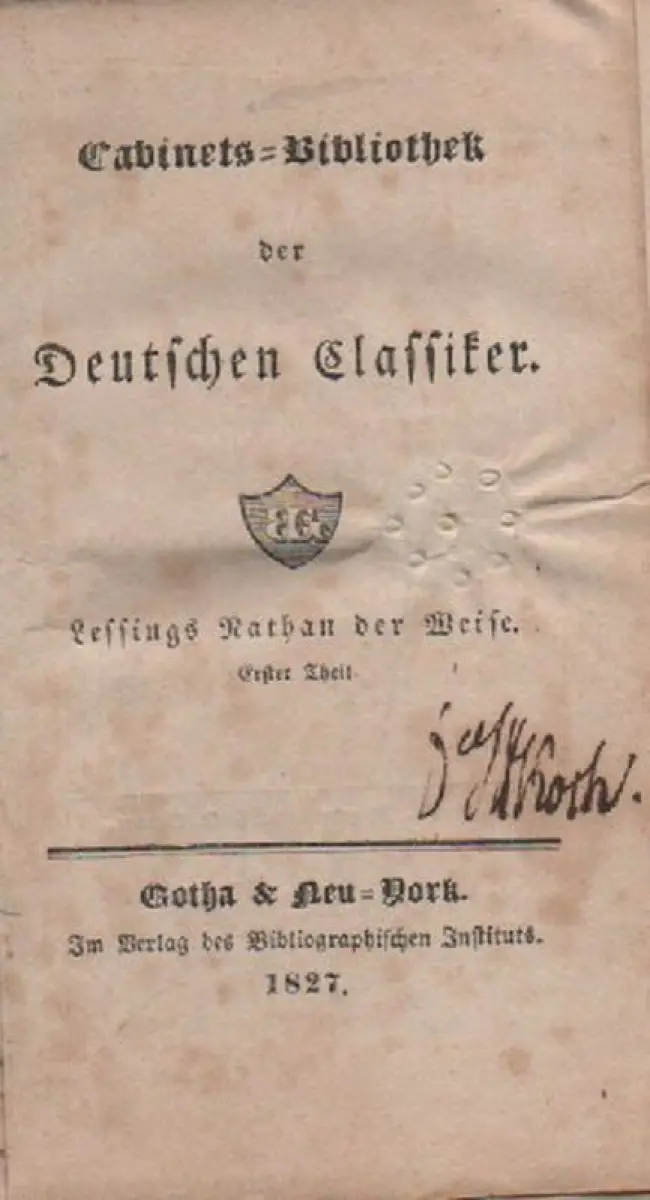 Cabinets=Bibliothek
der
Deutschen Classiker.
Lessings Nathan der Weise.
Erster Theil
Gotha & Neu=York.
Im Verlag des Bibliographischen Instituts.
1827.